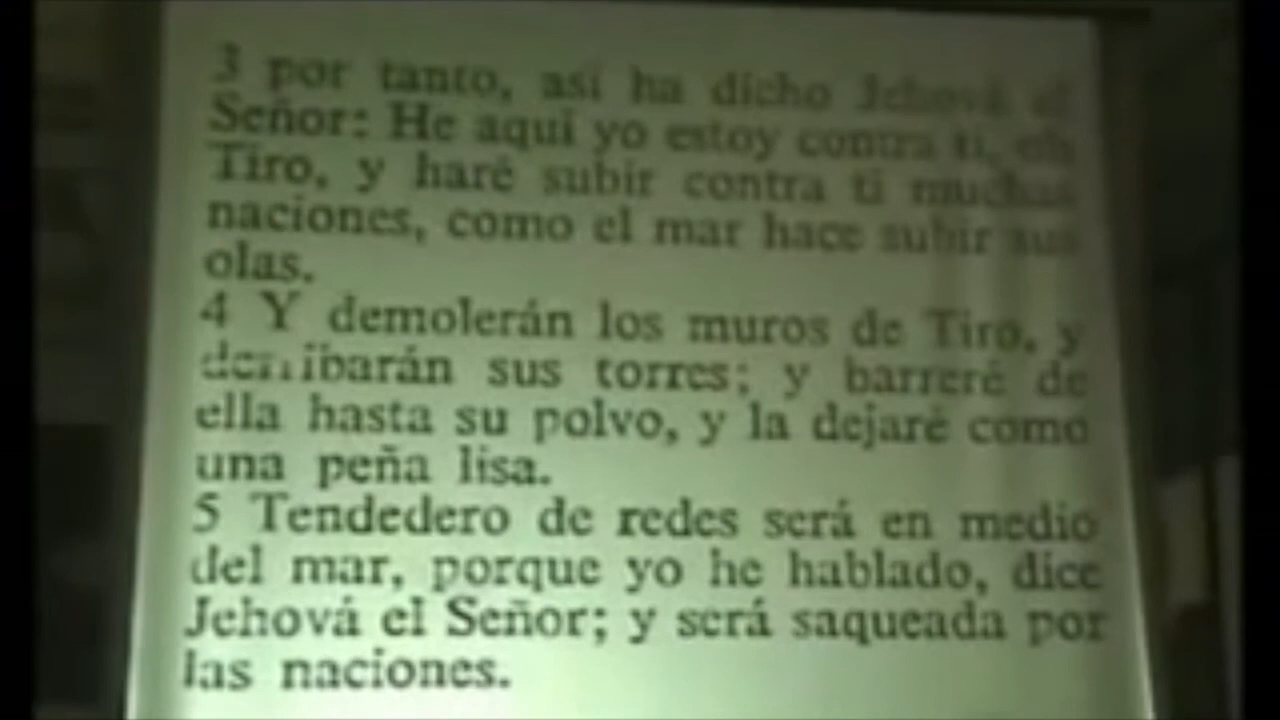 3 por tanto, así ha dicho Jehová el
Señor: He aquí yo estoy contra ti, oh
Tiro, y haré subir contra ti muchas
naciones, como el mar hace subir sus
olas.
4 Y demolerán los muros de Tiro, y
derribarán sus torres; y barreré de
ella hasta su polvo, y la dejaré como
una peña lisa.
5 Tendedero de redes será en medio
del mar, porque yo he hablado, dice
Jehová el Señor; y será saqueada por
las naciones.